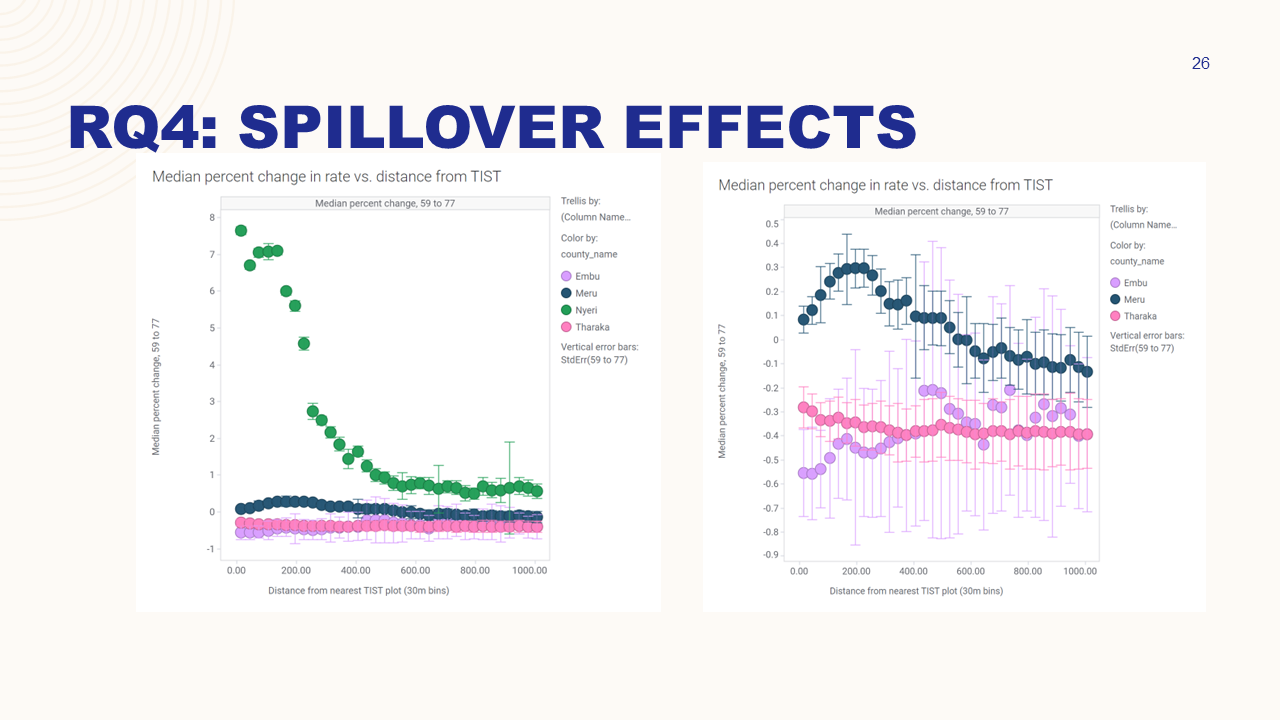 26
RQ4: SPILLOVER EFFECTS
Median percent change in rate vs. distance from TIST
Median percent change, 59 to 77
Median percent change, 59 to 77
8
7
6
5
4
3
2
1
0
-1
0.00 200.00 400.00 600.00 800.00 1000.00
Distance from nearest TIST plot (30m bins)
Trellis by:
(Column Name...
Color by:
county_name
Embu
Meru
Nyeri
Tharaka
Vertical error bars:
StdErr(59 to 77)
Median percent change in rate vs. distance from TIST
Median percent change, 59 to 77
Median percent change, 59 to 77
0.5
0.4
0.3
0.2
0.1
0
-0.1
-0.2
-0.3
-0.4
-0.5
-0.6
-0.7
-0.8
-0.9
0.00 200.00 400.00 600.00 800.00 1000.00
Distance from nearest TIST plot (30m bins)
Trellis by:
(Column Name...
Color by:
county_name
Embu
Meru
Tharaka
Vertical error bars:
StdErr(59 to 77)